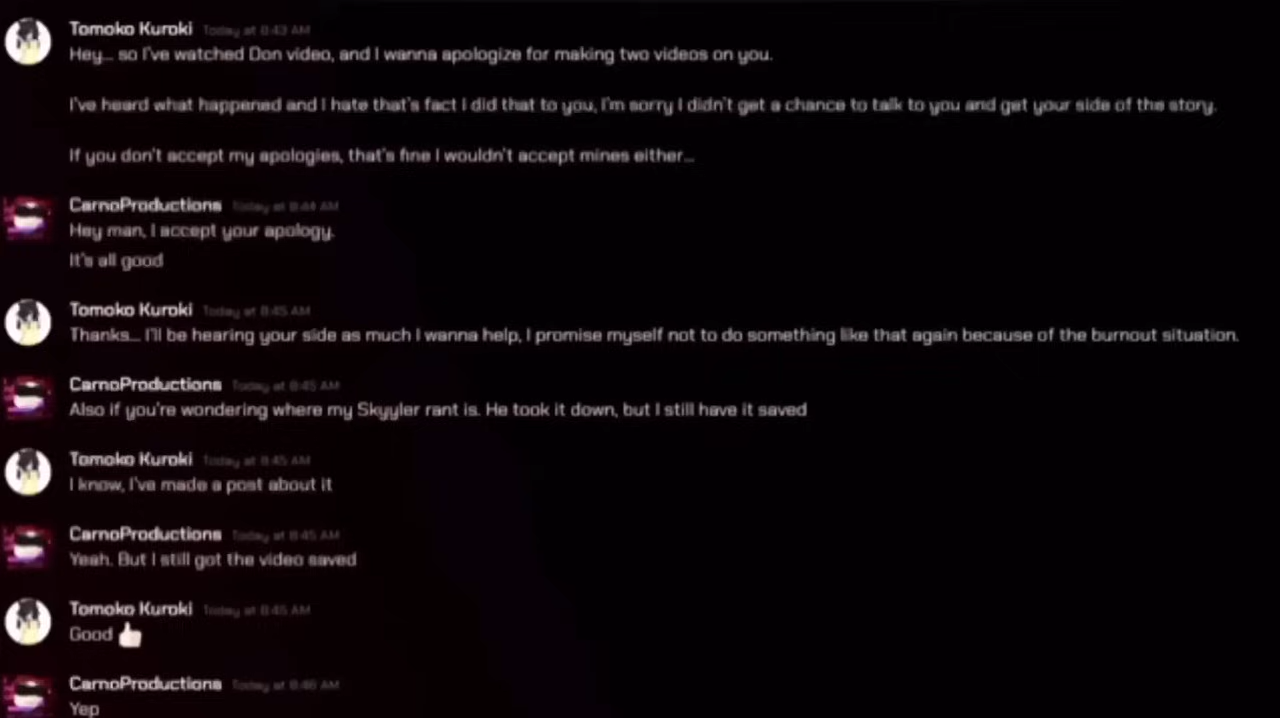 Tomoko Kuroki Today at 8:43 AM
Hey... so I've watched Don video, and I wanna apologize for making two videos on you.
I've heard what happened and I hate that's fact I did that to you, I'm sorry I didn't get a chance to talk to you and get your side of the story.
If you don't accept my apologies, that's fine I wouldn't accept mines either...
CarnoProductions Today at 8:44 AM
Hey man, I accept your apology.
It's all good
Tomoko Kuroki Today at 8:45 AM
Thanks... I'll be hearing your side as much I wanna help, I promise myself not to do something like that again because of the burnout situation.
CarnoProductions Today at 8:45 AM
Also if you're wondering where my Skyyler rant is. He took it down, but I still have it saved
Tomoko Kuroki Today at 8:45 AM
I know, I've made a post about it
CarnoProductions Today at 8:45 AM
Yeah. But I still got the video saved
Tomoko Kuroki Today at 8:45 AM
Good 👍
CarnoProductions Today at 8:46 AM
Yep